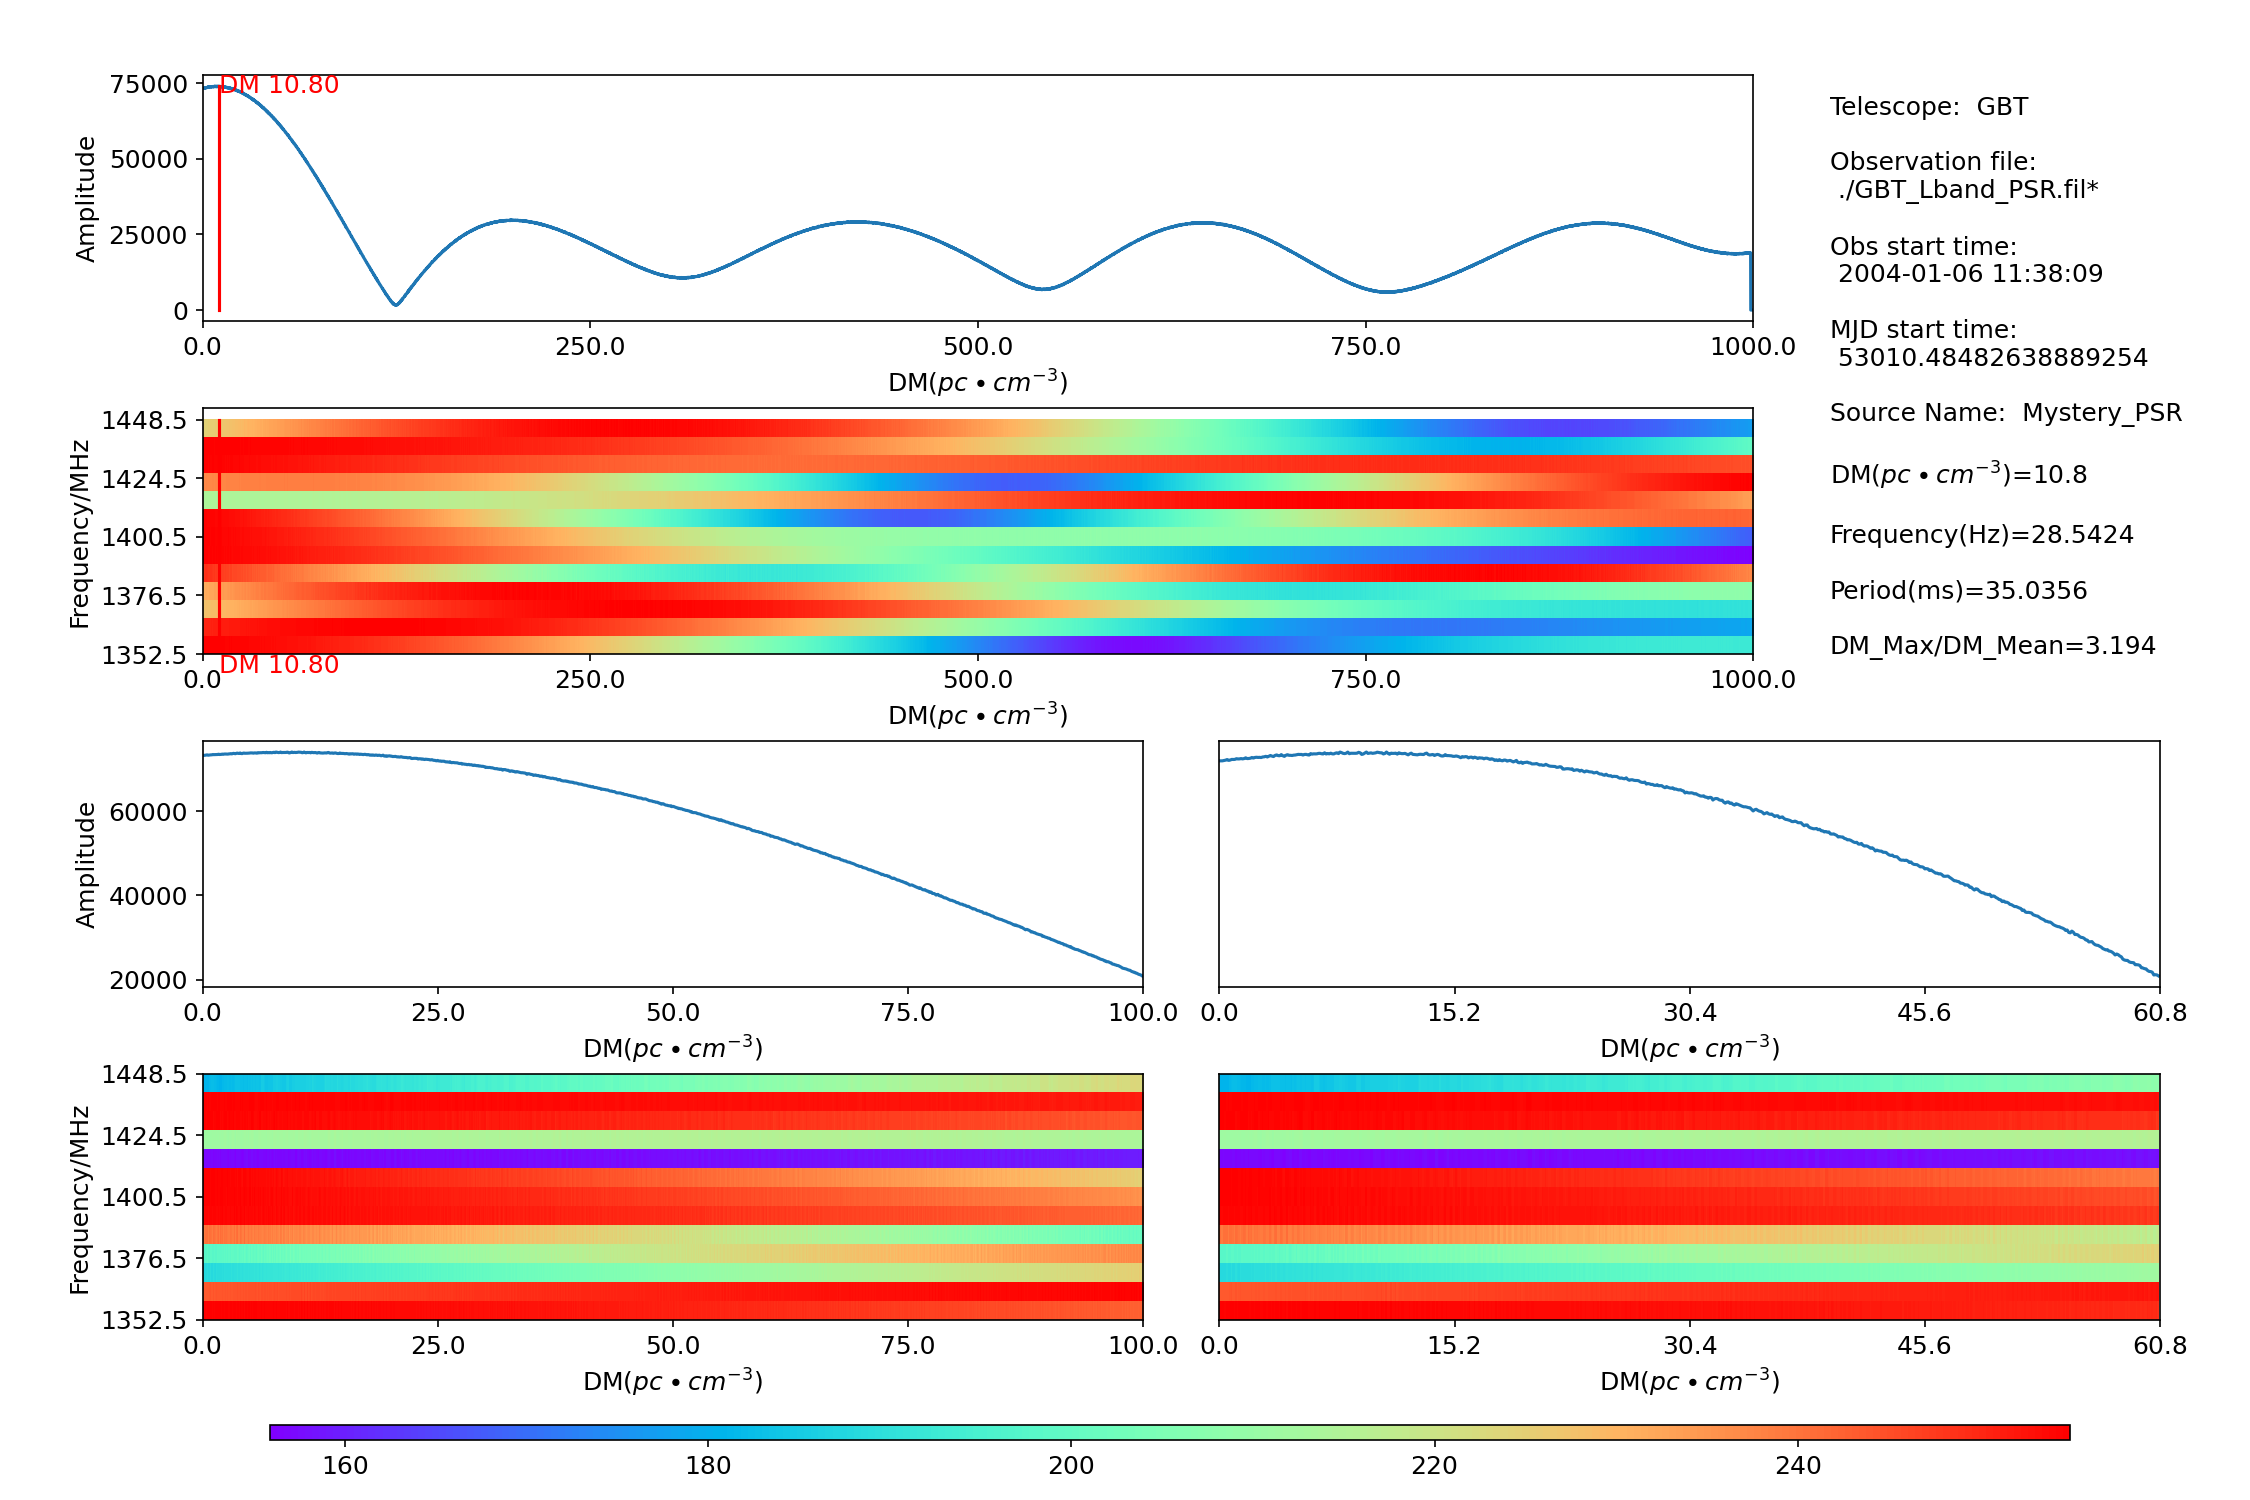 75000
50000
25000
0
Amplitude
DM 10.80
0.0 250.0 500.0 750.0 1000.0
DM(pc • cm⁻³)
1448.5
1424.5
1400.5
1376.5
1352.5
Frequency/MHz
DM 10.80
0.0 250.0 500.0 750.0 1000.0
DM(pc • cm⁻³)
Telescope:  GBT
Observation file:
./GBT_Lband_PSR.fil*
Obs start time:
2004-01-06 11:38:09
MJD start time:
53010.48482638889254
Source Name:  Mystery_PSR
DM(pc • cm⁻³)=10.8
Frequency(Hz)=28.5424
Period(ms)=35.0356
DM_Max/DM_Mean=3.194
60000
40000
20000
Amplitude
0.0 25.0 50.0 75.0 100.0
DM(pc • cm⁻³)
0.0 15.2 30.4 45.6 60.8
DM(pc • cm⁻³)
1448.5
1424.5
1400.5
1376.5
1352.5
Frequency/MHz
0.0 25.0 50.0 75.0 100.0
DM(pc • cm⁻³)
0.0 15.2 30.4 45.6 60.8
DM(pc • cm⁻³)
160 180 200 220 240